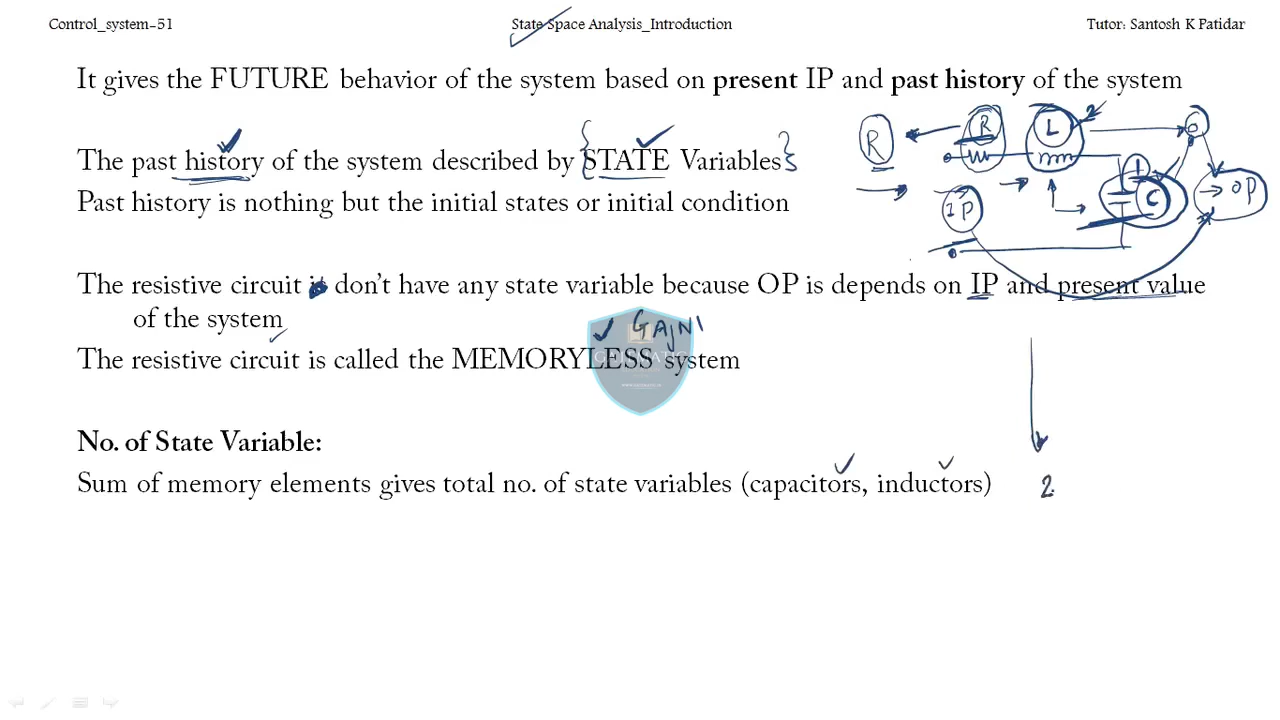 Control_system-51
State Space Analysis_Introduction
Tutor: Santosh K Patidar
It gives the FUTURE behavior of the system based on present IP and past history of the system
R
R
L
2
O
1
The past history of the system described by {STATE Variables}
IP
C
→ OP
Past history is nothing but the initial states or initial condition
The resistive circuit is don't have any state variable because OP is depends on IP and present value
of the system
GAJNI
The resistive circuit is called the MEMORYLESS system
No. of State Variable:
Sum of memory elements gives total no. of state variables (capacitors, inductors)
2